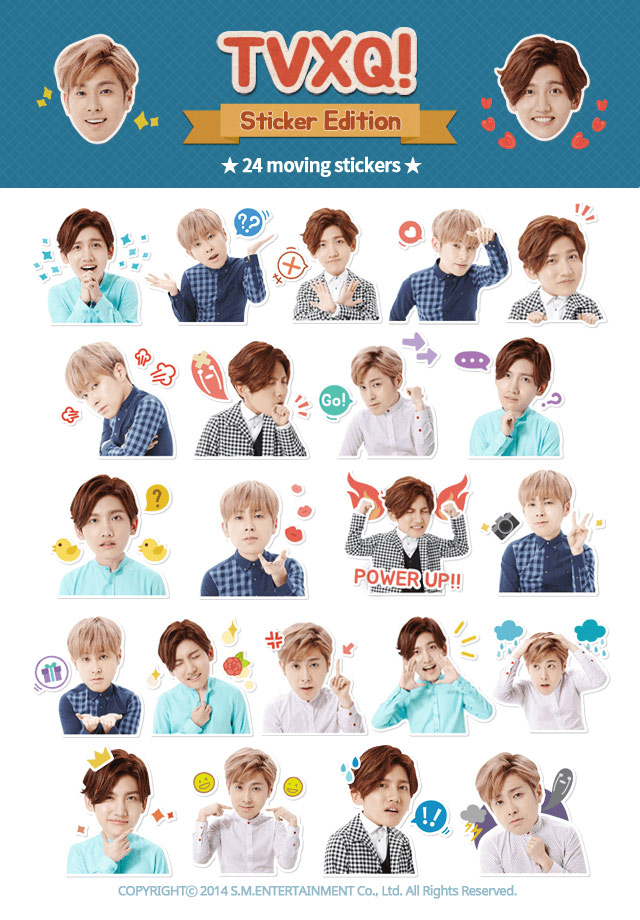 TVXQ!
Sticker Edition
★ 24 moving stickers ★
??
Go!
...
?
?
POWER UP!!
!!
COPYRIGHT© 2014 S.M.ENTERTAINMENT Co., Ltd. All Rights Reserved.